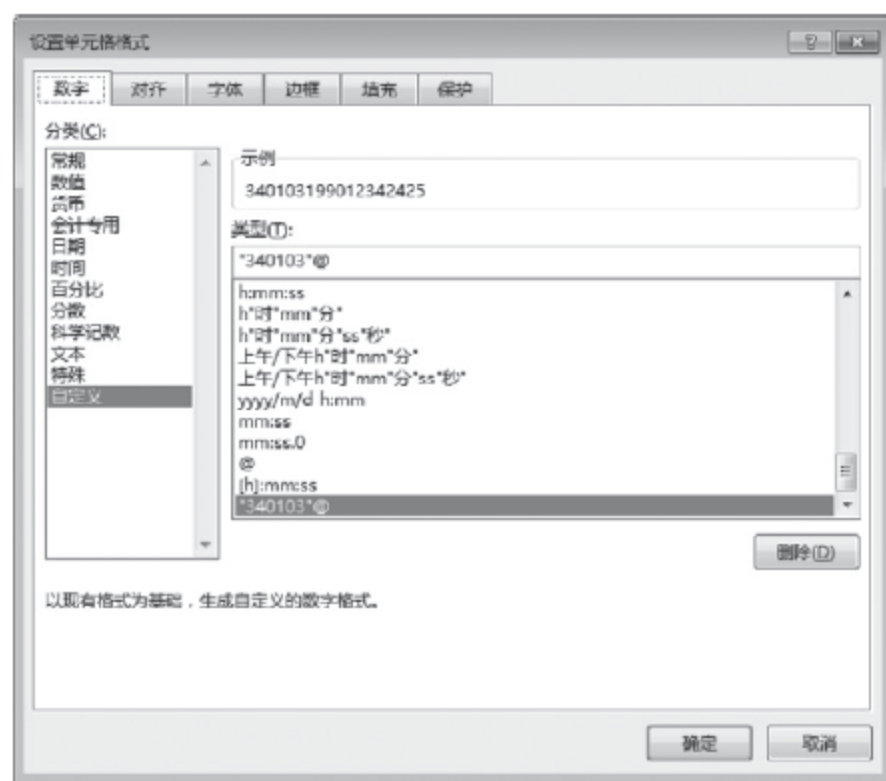 设置单元格格式
数字 对齐 字体 边框 填充 保护
分类(C):
常规
数值
货币
会计专用
日期
时间
百分比
分数
科学记数
文本
特殊
自定义
示例
340103199012342425
类型(T):
"340103"@
h:mm:ss
h"时"mm"分"
h"时"mm"分"ss"秒"
上午/下午h"时"mm"分"
上午/下午h"时"mm"分"ss"秒"
yyyy/m/d h:mm
mm:ss
mm:ss.0
@
[h]:mm:ss
"340103"@
删除(D)
以现有格式为基础，生成自定义的数字格式。
确定 取消